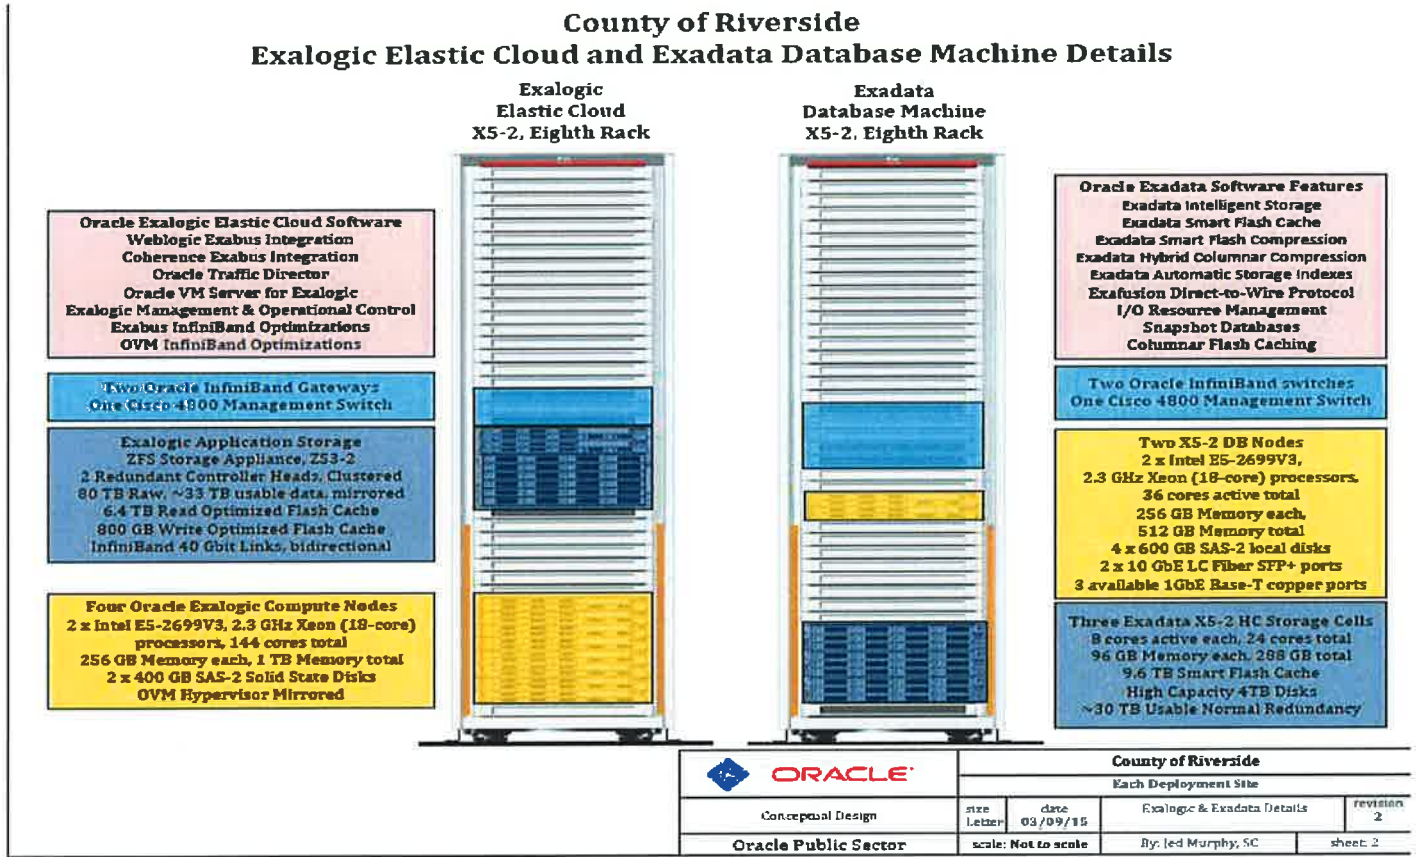 County of Riverside
Exalogic Elastic Cloud and Exadata Database Machine Details
Exalogic
Elastic Cloud
X5-2, Eighth Rack
Exadata
Database Machine
X5-2, Eighth Rack
Oracle Exalogic Elastic Cloud Software
Weblogic Exabus Integration
Coherence Exabus Integration
Oracle Traffic Director
Oracle VM Server for Exalogic
Exalogic Management & Operational Control
Exabus InfiniBand Optimizations
OVM InfiniBand Optimizations
Two Oracle InfiniBand Gateways
One Cisco 4800 Management Switch
Exalogic Application Storage
ZFS Storage Appliance, ZS3-2
2 Redundant Controller Heads, Clustered
80 TB Raw, ~33 TB usable data, mirrored
6.4 TB Read Optimized Flash Cache
800 GB Write Optimized Flash Cache
InfiniBand 40 Gbit Links, bidirectional
Four Oracle Exalogic Compute Nodes
2 x Intel E5-2699V3, 2.3 GHz Xeon (18-core)
processors, 144 cores total
256 GB Memory each, 1 TB Memory total
2 x 400 GB SAS-2 Solid State Disks
OVM Hypervisor Mirrored
Oracle Exadata Software Features
Exadata Intelligent Storage
Exadata Smart Flash Cache
Exadata Smart Flash Compression
Exadata Hybrid Columnar Compression
Exadata Automatic Storage Indexes
Exafusion Direct-to-Wire Protocol
I/O Resource Management
Snapshot Databases
Columnar Flash Caching
Two Oracle InfiniBand switches
One Cisco 4800 Management Switch
Two X5-2 DB Nodes
2 x Intel E5-2699V3,
2.3 GHz Xeon (18-core) processors,
36 cores active total
256 GB Memory each,
512 GB Memory total
4 x 600 GB SAS-2 local disks
2 x 10 GbE LC Fiber SFP+ ports
3 available 1GbE Base-T copper ports
Three Exadata X5-2 HC Storage Cells
8 cores active each, 24 cores total
96 GB Memory each, 288 GB total
9.6 TB Smart Flash Cache
High Capacity 4TB Disks
~30 TB Usable Normal Redundancy
ORACLE
Conceptual Design
Oracle Public Sector
County of Riverside
Each Deployment Site
size
Letter
date
03/09/15
Exalogic & Exadata Details
revision
2
scale: Not to scale
By: Jed Murphy, SC
sheet: 2